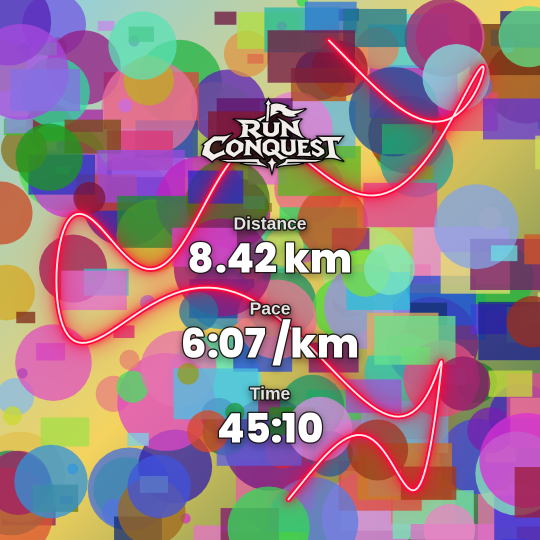 RUN
CONQUEST
Distance
8.42 km
Pace
6:07 /km
Time
45:10